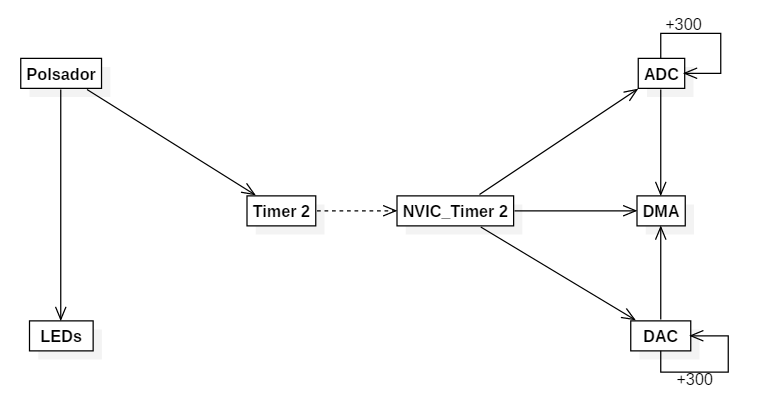 +300
Polsador
ADC
Timer 2
NVIC_Timer 2
DMA
LEDs
DAC
+300